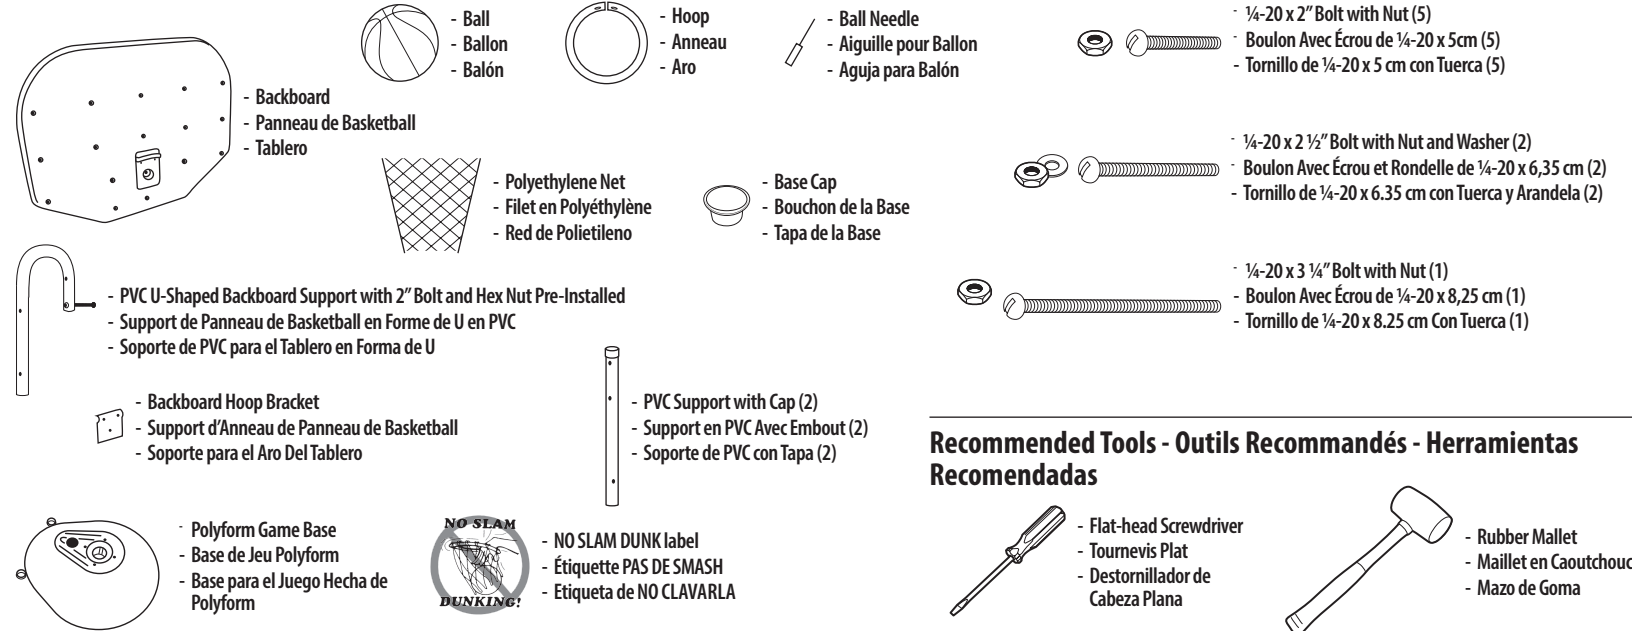 - Ball
- Ballon
- Balón
- Hoop
- Anneau
- Aro
- Ball Needle
- Aiguille pour Ballon
- Aguja para Balón
- Backboard
- Panneau de Basketball
- Tablero
- Polyethylene Net
- Filet en Polyéthylène
- Red de Polietileno
- Base Cap
- Bouchon de la Base
- Tapa de la Base
- PVC U-Shaped Backboard Support with 2" Bolt and Hex Nut Pre-Installed
- Support de Panneau de Basketball en Forme de U en PVC
- Soporte de PVC para el Tablero en Forma de U
- Backboard Hoop Bracket
- Support d'Anneau de Panneau de Basketball
- Soporte para el Aro Del Tablero
- PVC Support with Cap (2)
- Support en PVC Avec Embout (2)
- Soporte de PVC con Tapa (2)
- Polyform Game Base
- Base de Jeu Polyform
- Base para el Juego Hecha de
Polyform
NO SLAM
DUNKING!
- NO SLAM DUNK label
- Étiquette PAS DE SMASH
- Etiqueta de NO CLAVARLA
- ¼-20 x 2" Bolt with Nut (5)
- Boulon Avec Écrou de ¼-20 x 5cm (5)
- Tornillo de ¼-20 x 5 cm con Tuerca (5)
- ¼-20 x 2 ½" Bolt with Nut and Washer (2)
- Boulon Avec Écrou et Rondelle de ¼-20 x 6,35 cm (2)
- Tornillo de ¼-20 x 6.35 cm con Tuerca y Arandela (2)
- ¼-20 x 3 ¼" Bolt with Nut (1)
- Boulon Avec Écrou de ¼-20 x 8,25 cm (1)
- Tornillo de ¼-20 x 8.25 cm Con Tuerca (1)
Recommended Tools - Outils Recommandés - Herramientas
Recomendadas
- Flat-head Screwdriver
- Tournevis Plat
- Destornillador de
Cabeza Plana
- Rubber Mallet
- Maillet en Caoutchouc
- Mazo de Goma